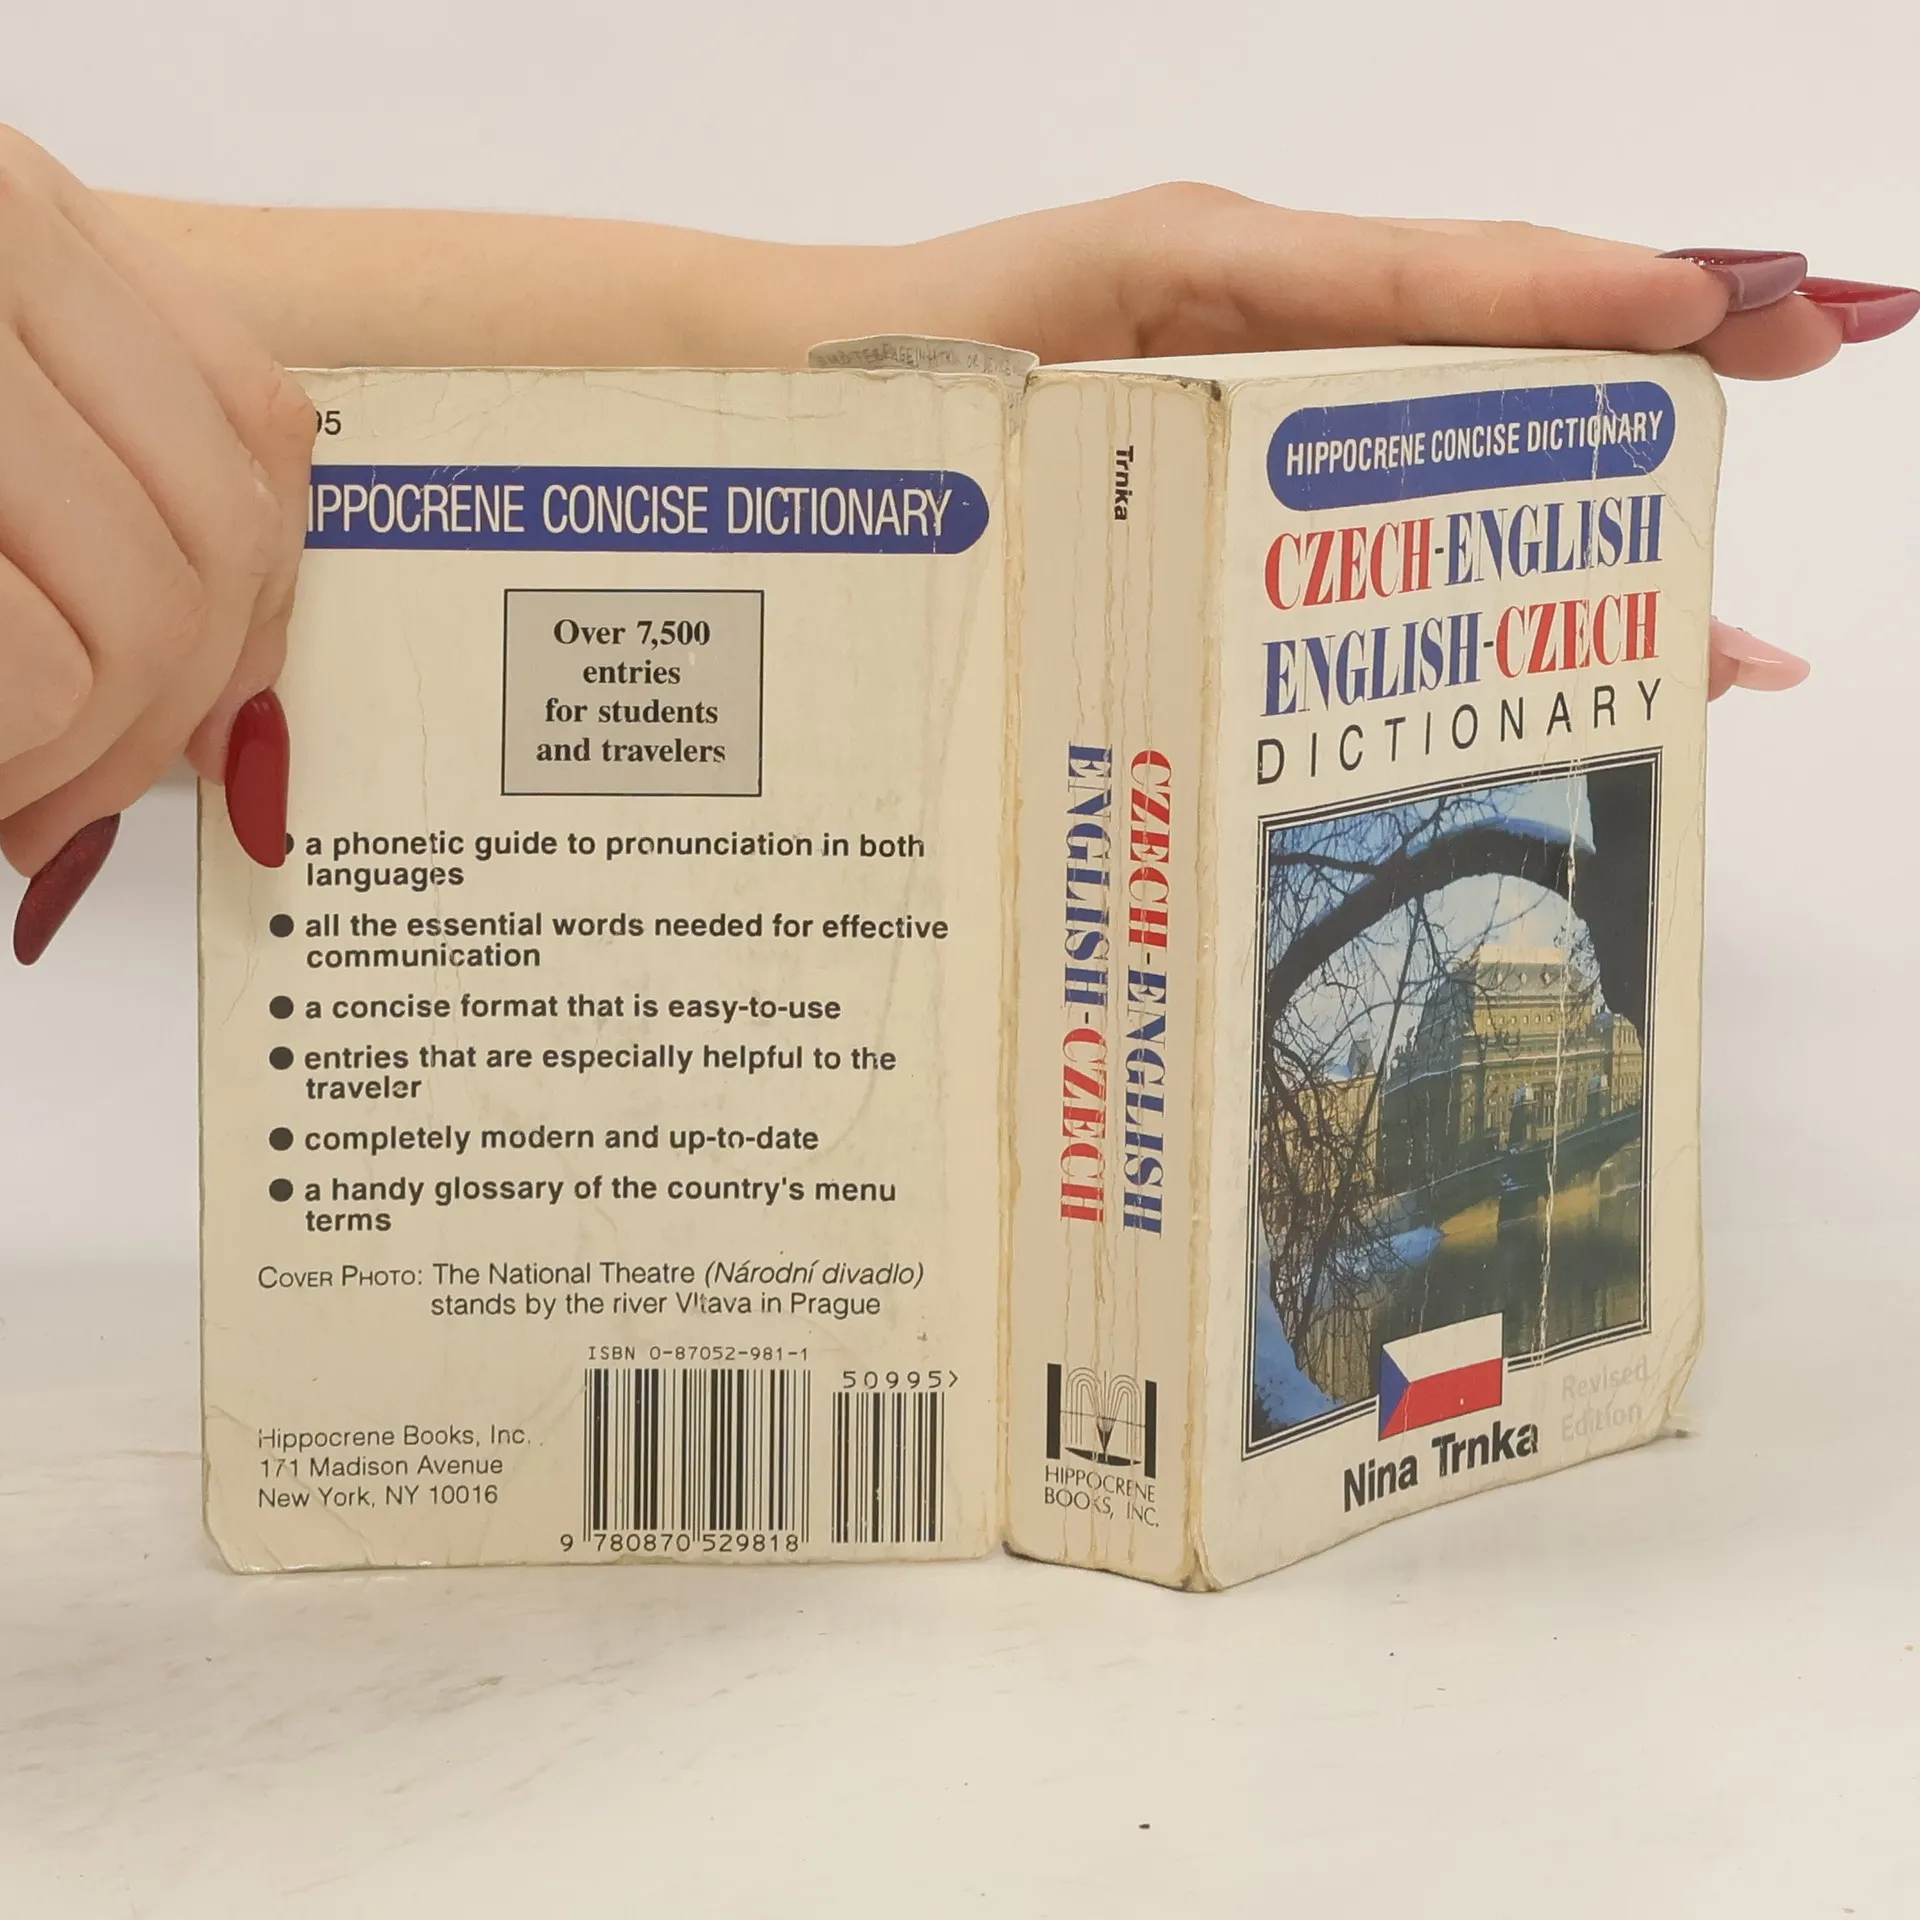 95
IPPOCRENE CONCISE DICTIONARY
Over 7,500
entries
for students
and travelers
● a phonetic guide to pronunciation in both
languages
● all the essential words needed for effective
communication
● a concise format that is easy-to-use
● entries that are especially helpful to the
traveler
● completely modern and up-to-date
● a handy glossary of the country's menu
terms
COVER PHOTO: The National Theatre (Národní divadlo)
stands by the river Vltava in Prague
ISBN 0-87052-981-1
50995>
Hippocrene Books, Inc.
171 Madison Avenue
New York, NY 10016
9 780870 529818
Trnka
CZECH-ENGLISH
ENGLISH-CZECH
HIPPOCRENE
BOOKS, INC.
HIPPOCRENE CONCISE DICTIONARY
CZECH-ENGLISH
ENGLISH-CZECH
DICTIONARY
Revised
Edition
Nina Trnka